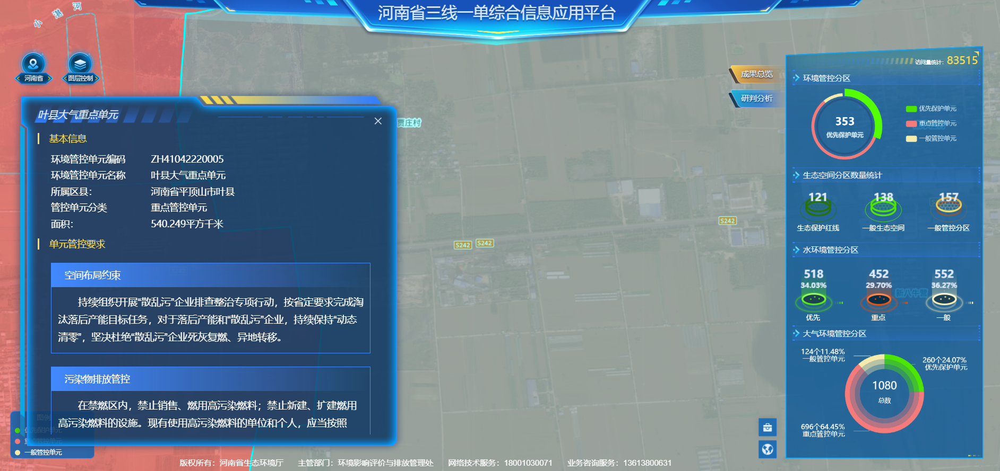 河南省三线一单综合信息应用平台
小湛河
河南省
图层控制
成果总览
研判分析
贾庄村
S242
S242
S242
叶县大气重点单元
基本信息
环境管控单元编码 ZH41042220005
环境管控单元名称 叶县大气重点单元
所属区县： 河南省平顶山市叶县
管控单元分类 重点管控单元
面积： 540.249平方千米
单元管控要求
空间布局约束
持续组织开展“散乱污”企业排查整治专项行动，按省定要求完成淘
汰落后产能目标任务，对于落后产能和“散乱污”企业，持续保持“动态
清零”，坚决杜绝“散乱污”企业死灰复燃、异地转移。
污染物排放管控
在禁燃区内，禁止销售、燃用高污染燃料；禁止新建、扩建燃用
高污染燃料的设施。现有使用高污染燃料的单位和个人，应当按照
图例
优先保护单元
重点管控单元
一般管控单元
访问量统计： 83515
环境管控分区
353
优先保护单元
优先保护单元
重点管控单元
一般管控单元
生态空间分区数量统计
121 138 157
生态保护红线 一般生态空间 一般管控分区
水环境管控分区
518 452 552
34.03% 29.70% 36.27%
新八牛营
优先 重点 一般
大气环境管控分区
124个11.48%
一般管控单元
260个24.07%
优先保护单元
1080
总数
696个64.45%
重点管控单元
版权所有：河南省生态环境厅 主管部门：环境影响评价与排放管理处 网络技术服务：18001030071 业务咨询服务：13613800631